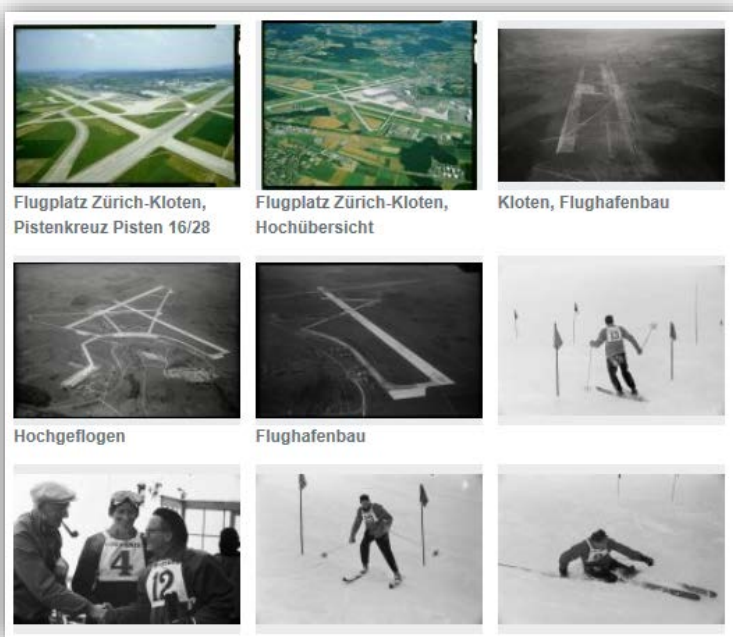 Flugplatz Zürich-Kloten,
Pistenkreuz Pisten 16/28
Flugplatz Zürich-Kloten,
Hochübersicht
Kloten, Flughafenbau
Hochgeflogen
Flughafenbau
4
12